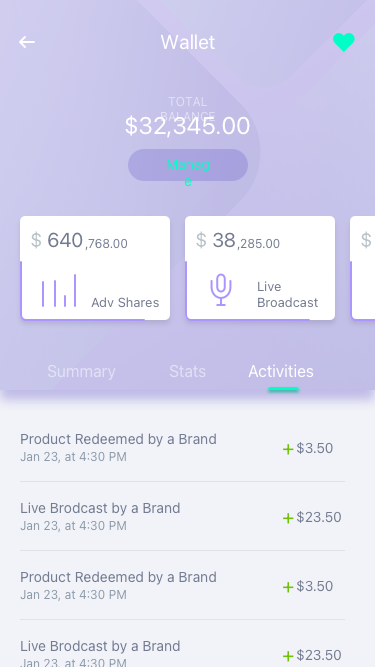 Wallet
TOTAL
BALANCE
$32,345.00
Manag
e
$ 640,768.00
$ 38,285.00
$
Adv Shares
Live
Broadcast
Summary Stats Activities
Product Redeemed by a Brand
Jan 23, at 4:30 PM
+$3.50
Live Brodcast by a Brand
Jan 23, at 4:30 PM
+$23.50
Product Redeemed by a Brand
Jan 23, at 4:30 PM
+$3.50
Live Brodcast by a Brand
Jan 23, at 4:30 PM
+$23.50